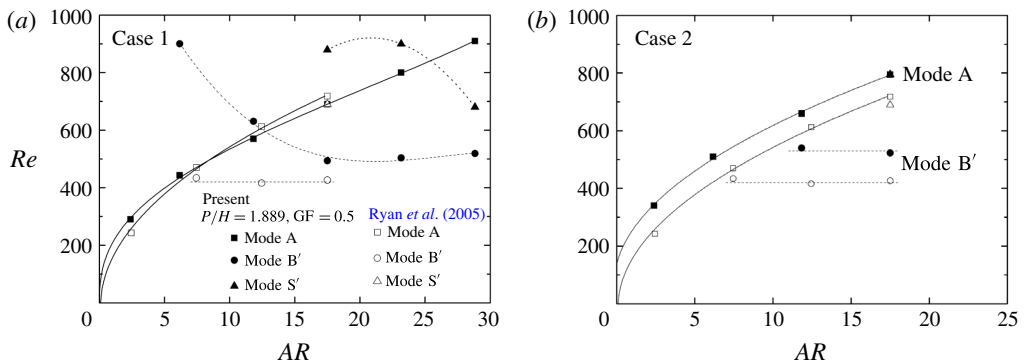 (a)
1000
Case 1
800
600
Re
400
200
Present
P/H = 1.889, GF = 0.5
Mode A
Mode B′
Mode S′
Ryan et al. (2005)
Mode A
Mode B′
Mode S′
0 5 10 15 20 25 30
AR
(b)
1000
Case 2
800
600
400
200
Mode A
Mode B′
0 5 10 15 20 25
AR